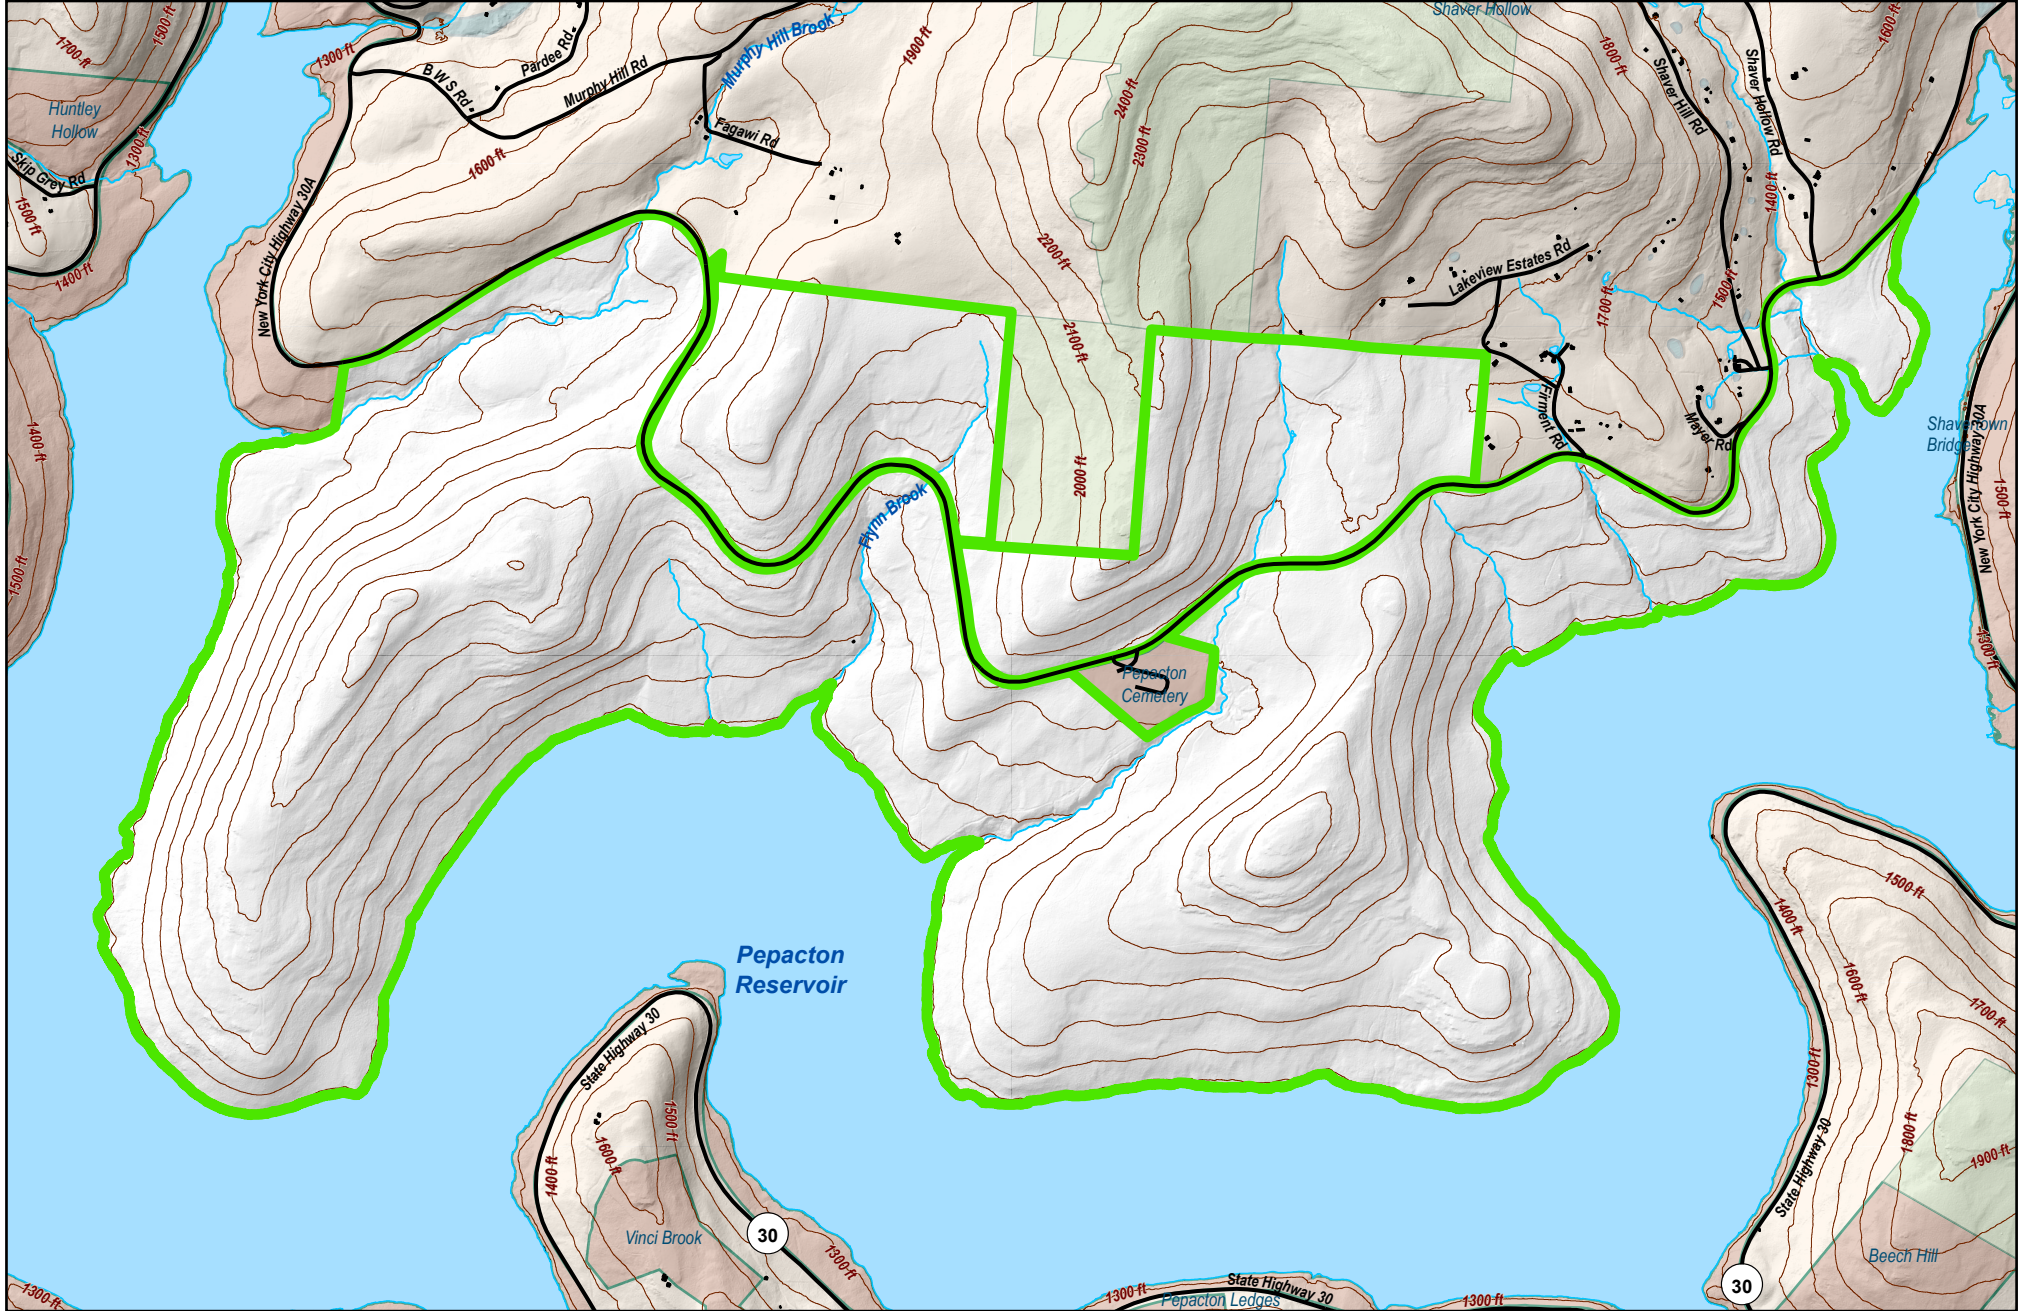 Shaver Hollow
1500 ft
1700 ft
1300 ft
Pardee Rd
B W S Rd
Murphy Hill Rd
Murphy Hill Brook
1900 ft
1800 ft
1600 ft
Shaver Hill Rd
Shaver Hollow Rd
Huntley
Hollow
1300 ft
Skip Grey Rd
1500 ft
1400 ft
1600 ft
Fagawi Rd
2400 ft
2300 ft
1400 ft
New York City Highway 30A
2200 ft
Lakeview Estates Rd
1700 ft
1500 ft
2100 ft
2000 ft
Firment Rd
Mayer Rd
Shavertown
Bridge
New York City Highway 30A
1500 ft
1300 ft
1400 ft
1500 ft
Flynn Brook
Pepacton
Cemetery
Pepacton
Reservoir
State Highway 30
1500 ft
1600 ft
1400 ft
Vinci Brook
30
1300 ft
1300 ft
1300 ft
State Highway 30
Pepacton Ledges
1300 ft
1500 ft
1400 ft
1600 ft
1700 ft
1300 ft
1800 ft
1900 ft
State Highway 30
Beech Hill
30